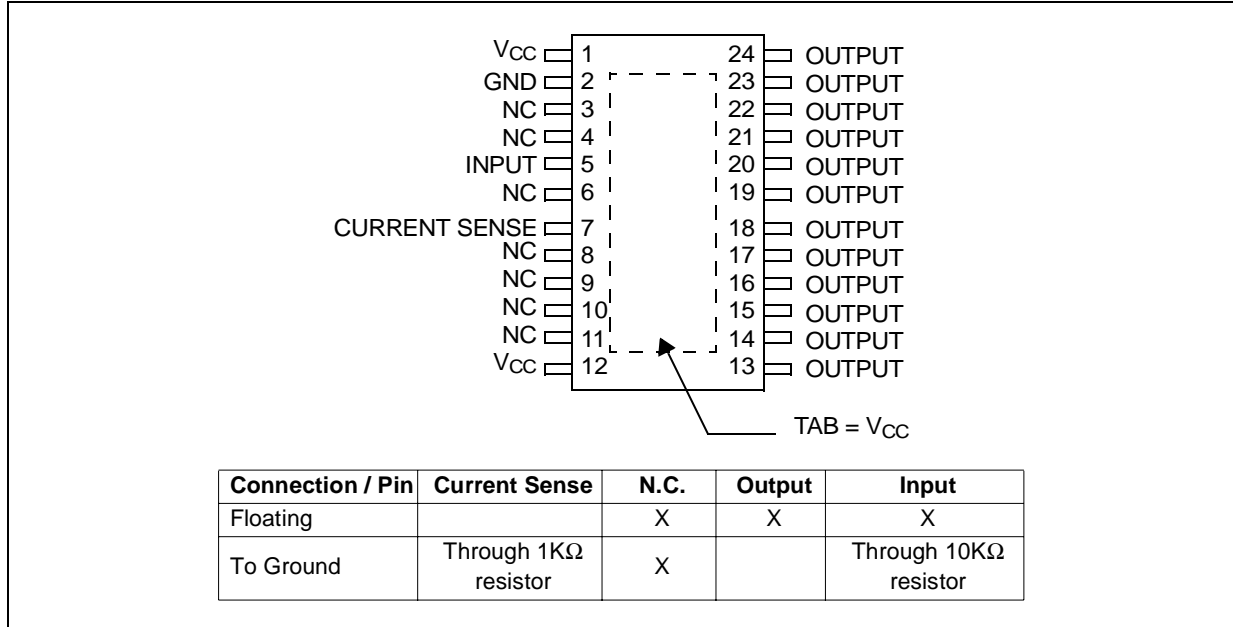 VCC 1 24 OUTPUT
GND 2 23 OUTPUT
NC 3 22 OUTPUT
NC 4 21 OUTPUT
INPUT 5 20 OUTPUT
NC 6 19 OUTPUT
CURRENT SENSE 7 18 OUTPUT
NC 8 17 OUTPUT
NC 9 16 OUTPUT
NC 10 15 OUTPUT
NC 11 14 OUTPUT
VCC 12 13 OUTPUT
TAB = VCC
Connection / Pin Current Sense N.C. Output Input
Floating X X X
To Ground Through 1KΩ resistor X Through 10KΩ resistor